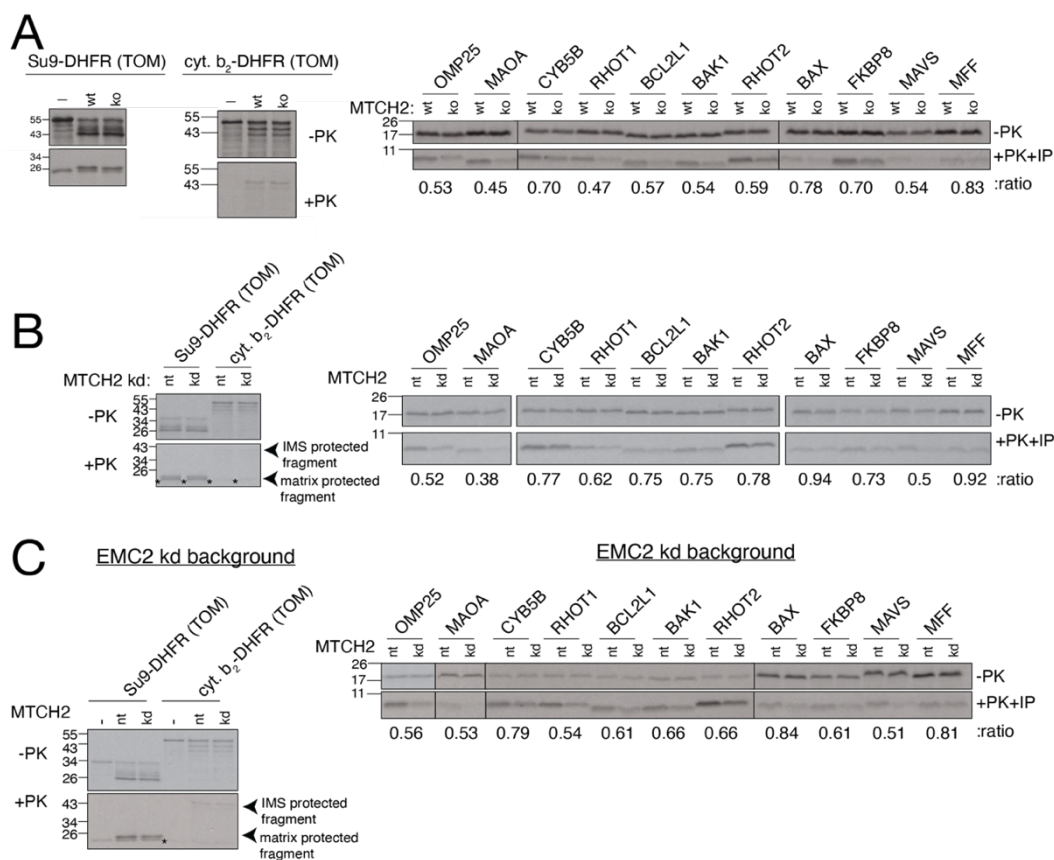 A
Su9-DHFR (TOM)
cyt. b2-DHFR (TOM)
– wt ko
– wt ko
55
43
34
26
55
43
55
43
-PK
+PK
OMP25 MAOA CYB5B RHOT1 BCL2L1 BAK1 RHOT2 BAX FKBP8 MAVS MFF
MTCH2: wt ko wt ko wt ko wt ko wt ko wt ko wt ko wt ko wt ko wt ko wt ko
26
17
-PK
11
+PK+IP
0.53 0.45 0.70 0.47 0.57 0.54 0.59 0.78 0.70 0.54 0.83 :ratio
B
Su9-DHFR (TOM)
cyt. b2-DHFR (TOM)
MTCH2 kd: nt kd nt kd
55
43
34
26
-PK
43
34
26
+PK
IMS protected
fragment
matrix protected
fragment
* * * *
OMP25 MAOA CYB5B RHOT1 BCL2L1 BAK1 RHOT2 BAX FKBP8 MAVS MFF
MTCH2 nt kd nt kd nt kd nt kd nt kd nt kd nt kd nt kd nt kd nt kd nt kd
26
17
-PK
11
+PK+IP
0.52 0.38 0.77 0.62 0.75 0.75 0.78 0.94 0.73 0.5 0.92 :ratio
C
EMC2 kd background
Su9-DHFR (TOM)
cyt. b2-DHFR (TOM)
MTCH2 - nt kd - nt kd
55
43
34
26
-PK
+PK
43
34
26
IMS protected
fragment
matrix protected
fragment
*
EMC2 kd background
OMP25 MAOA CYB5B RHOT1 BCL2L1 BAK1 RHOT2 BAX FKBP8 MAVS MFF
MTCH2 nt kd nt kd nt kd nt kd nt kd nt kd nt kd nt kd nt kd nt kd nt kd
26
17
-PK
11
+PK+IP
0.56 0.53 0.79 0.54 0.61 0.66 0.66 0.84 0.61 0.51 0.81 :ratio